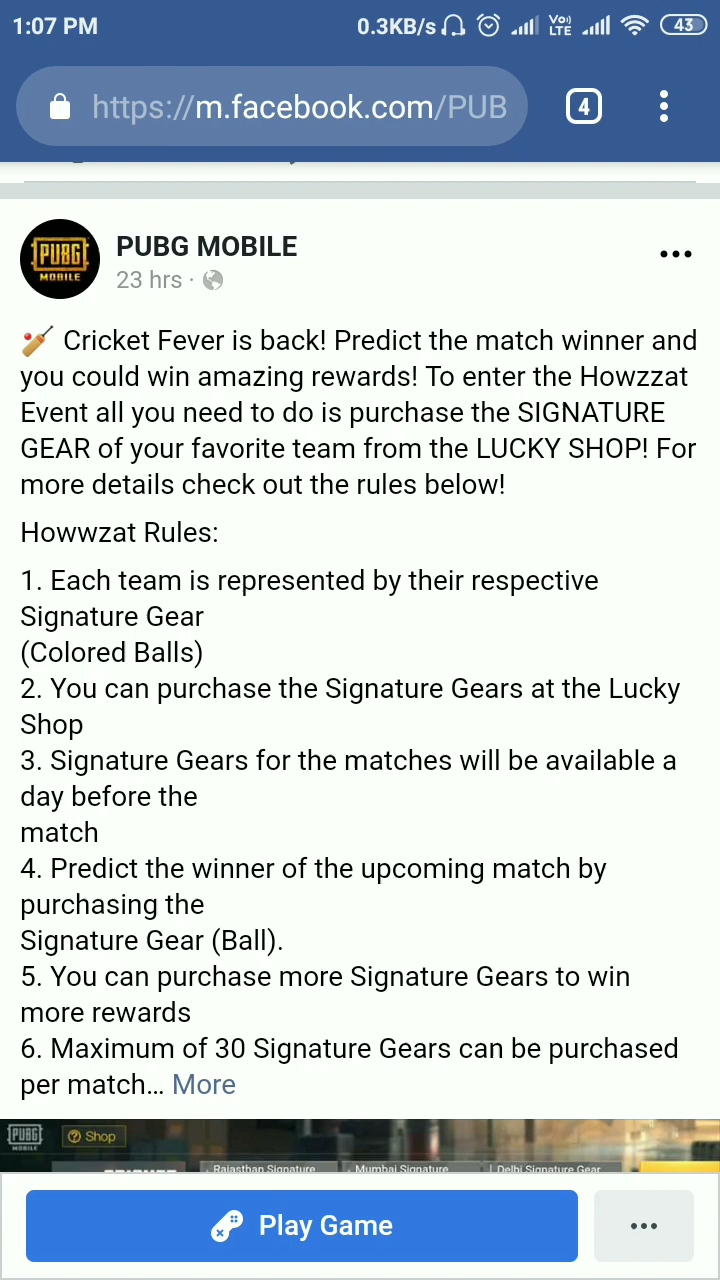 1:07 PM
0.3KB/s
Vo))
LTE
43
https://m.facebook.com/PUB
4
PUBG
MOBILE
PUBG MOBILE
23 hrs ·
Cricket Fever is back! Predict the match winner and
you could win amazing rewards! To enter the Howzzat
Event all you need to do is purchase the SIGNATURE
GEAR of your favorite team from the LUCKY SHOP! For
more details check out the rules below!
Howwzat Rules:
1. Each team is represented by their respective
Signature Gear
(Colored Balls)
2. You can purchase the Signature Gears at the Lucky
Shop
3. Signature Gears for the matches will be available a
day before the
match
4. Predict the winner of the upcoming match by
purchasing the
Signature Gear (Ball).
5. You can purchase more Signature Gears to win
more rewards
6. Maximum of 30 Signature Gears can be purchased
per match... More
PUBG
MOBILE
? Shop
Rajasthan Signature
Mumbai Signature
Delhi Signature Gear
Play Game